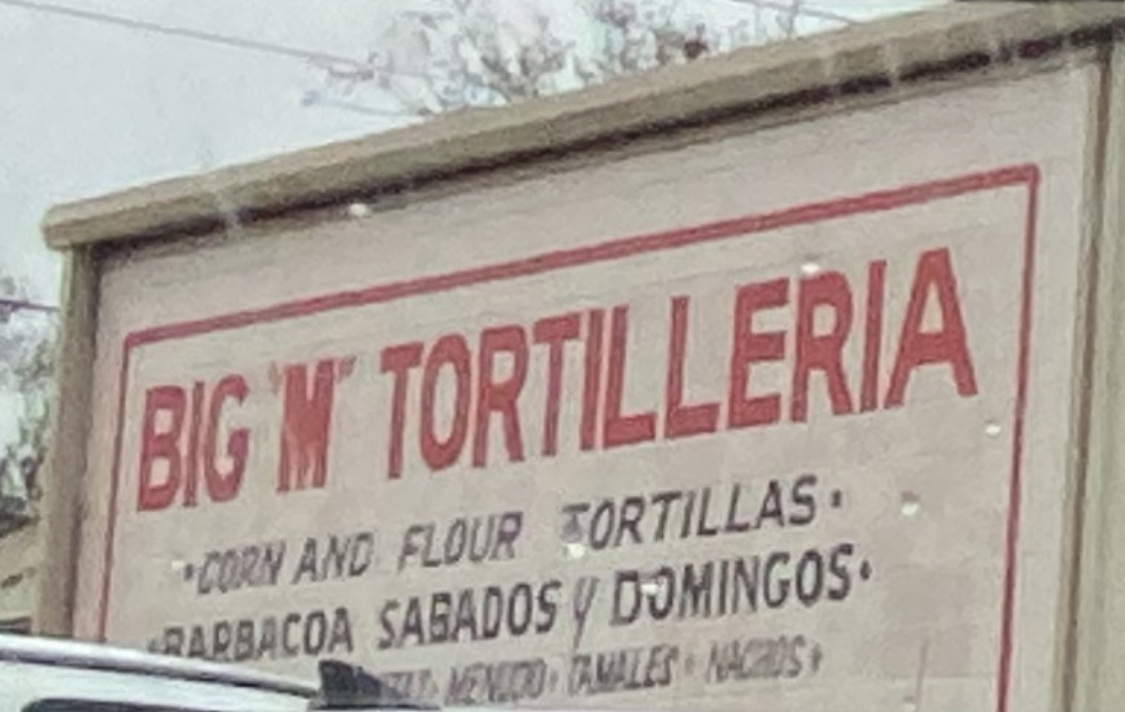 BIG "M" TORTILLERIA
•CORN AND FLOUR TORTILLAS•
•BARBACOA SABADOS Y DOMINGOS•
MENUDO• TAMALES • NACHOS•